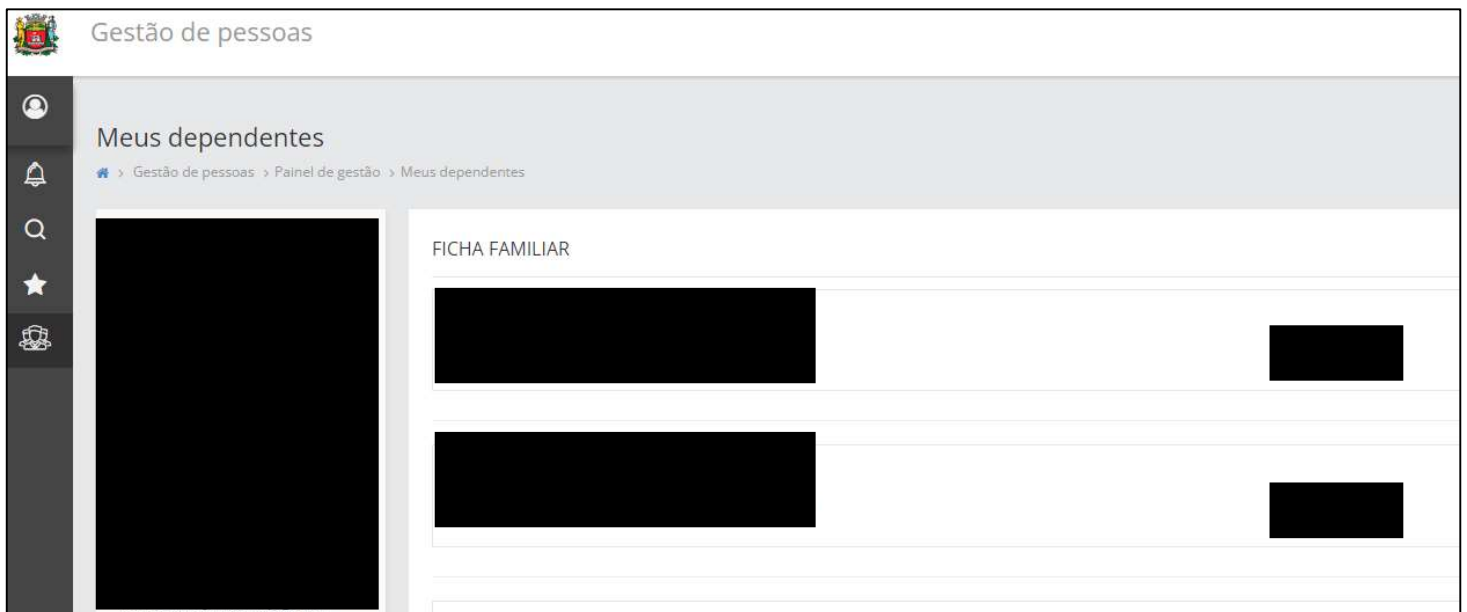 Gestão de pessoas
Meus dependentes
> Gestão de pessoas > Painel de gestão > Meus dependentes
FICHA FAMILIAR